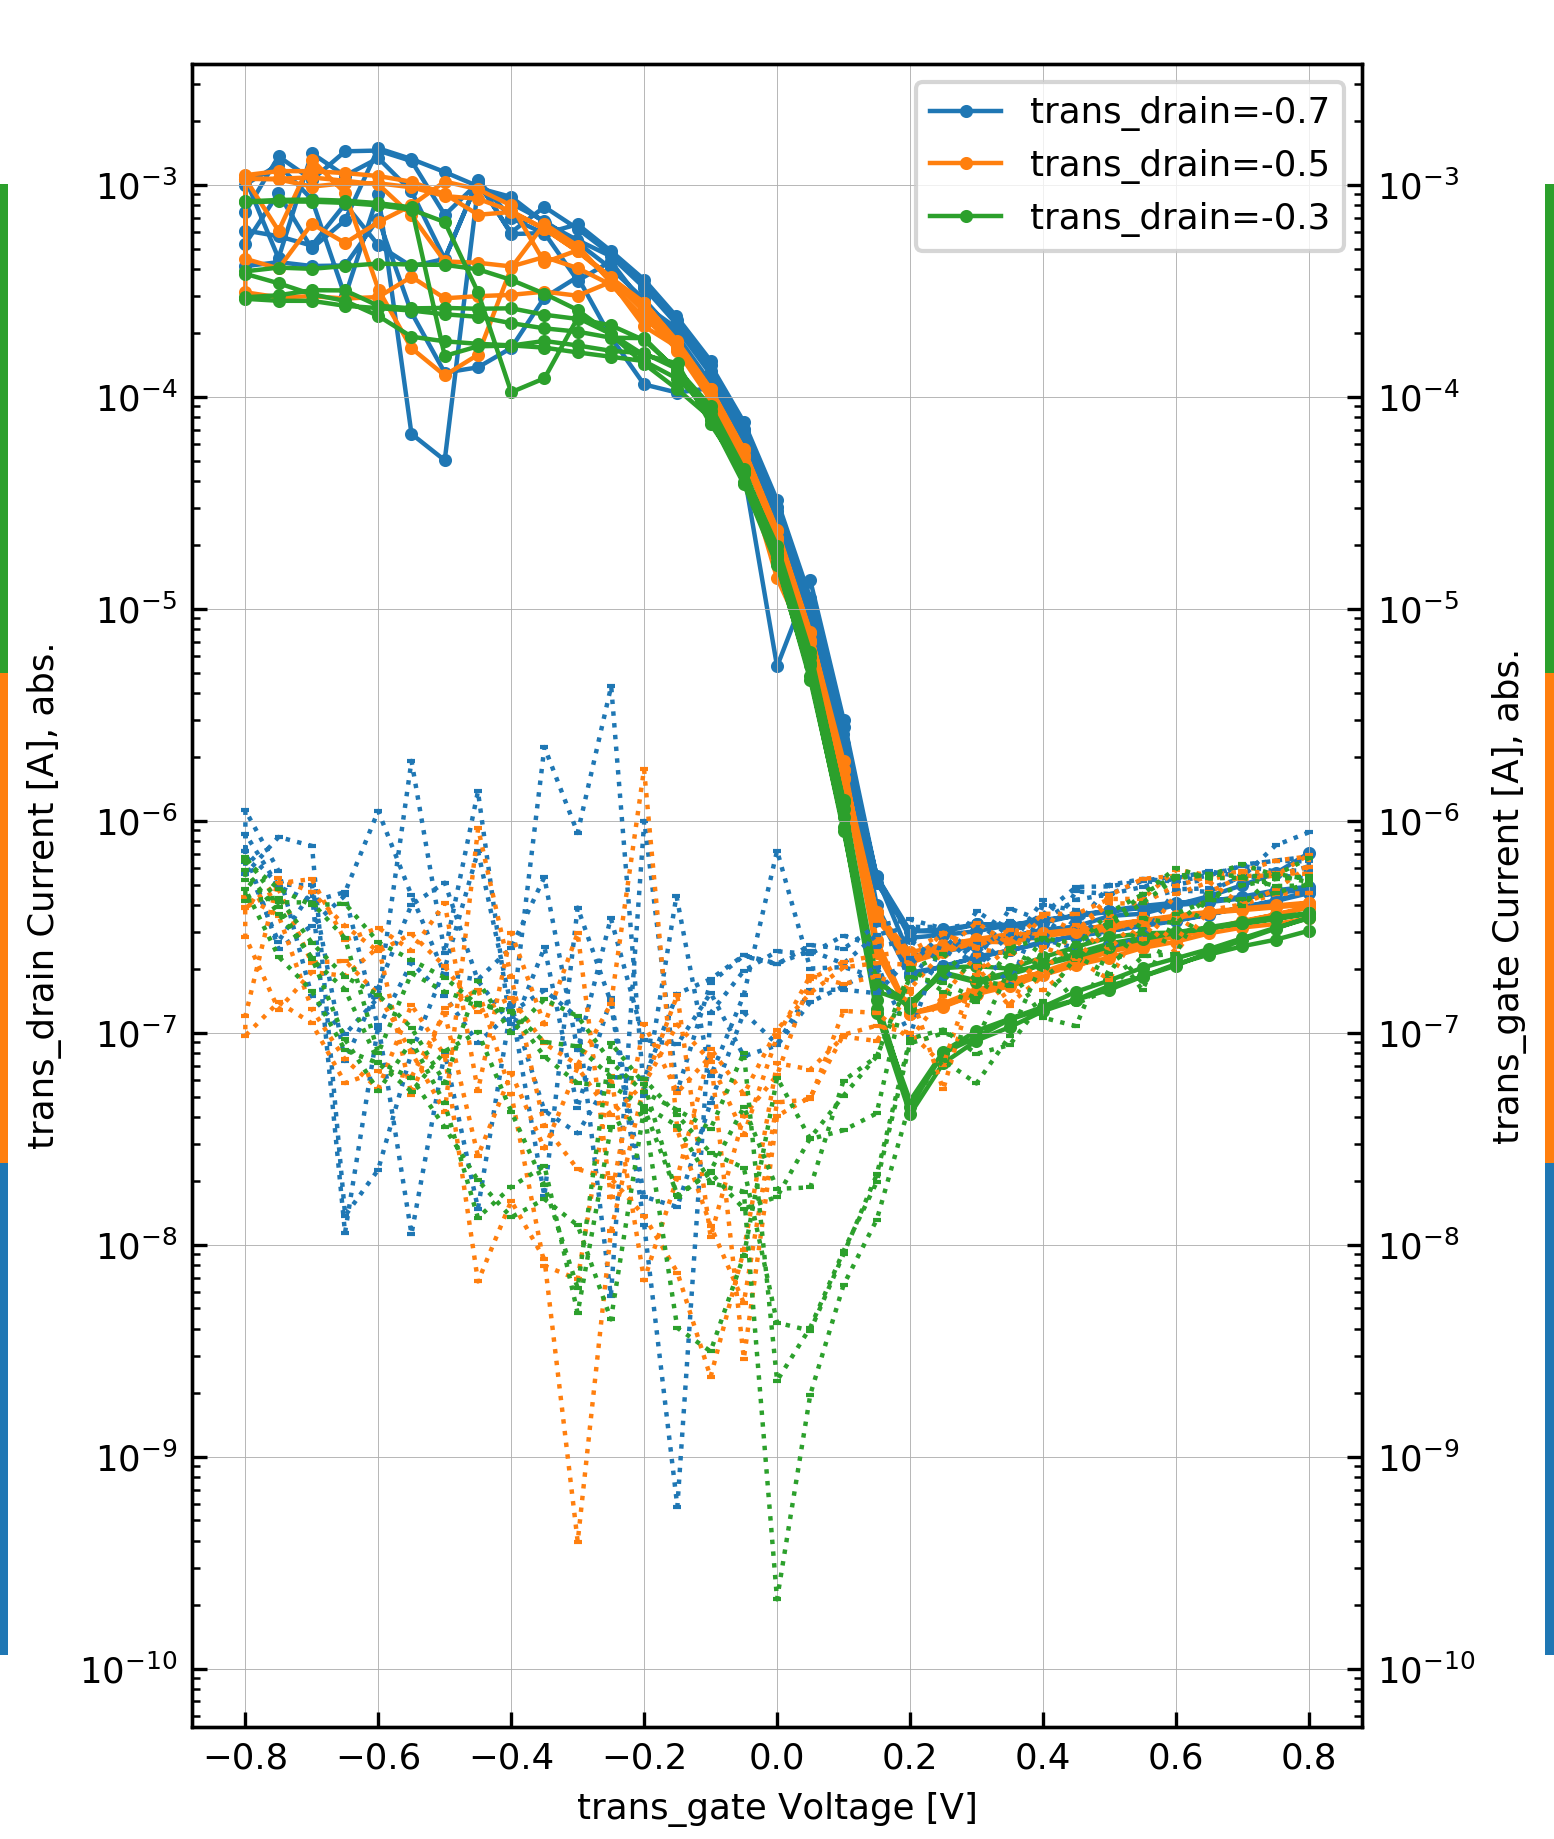 trans_drain=-0.7
trans_drain=-0.5
trans_drain=-0.3
10⁻³
10⁻⁴
10⁻⁵
10⁻⁶
10⁻⁷
10⁻⁸
10⁻⁹
10⁻¹⁰
trans_drain Current [A], abs.
10⁻³
10⁻⁴
10⁻⁵
10⁻⁶
10⁻⁷
10⁻⁸
10⁻⁹
10⁻¹⁰
trans_gate Current [A], abs.
−0.8 −0.6 −0.4 −0.2 0.0 0.2 0.4 0.6 0.8
trans_gate Voltage [V]